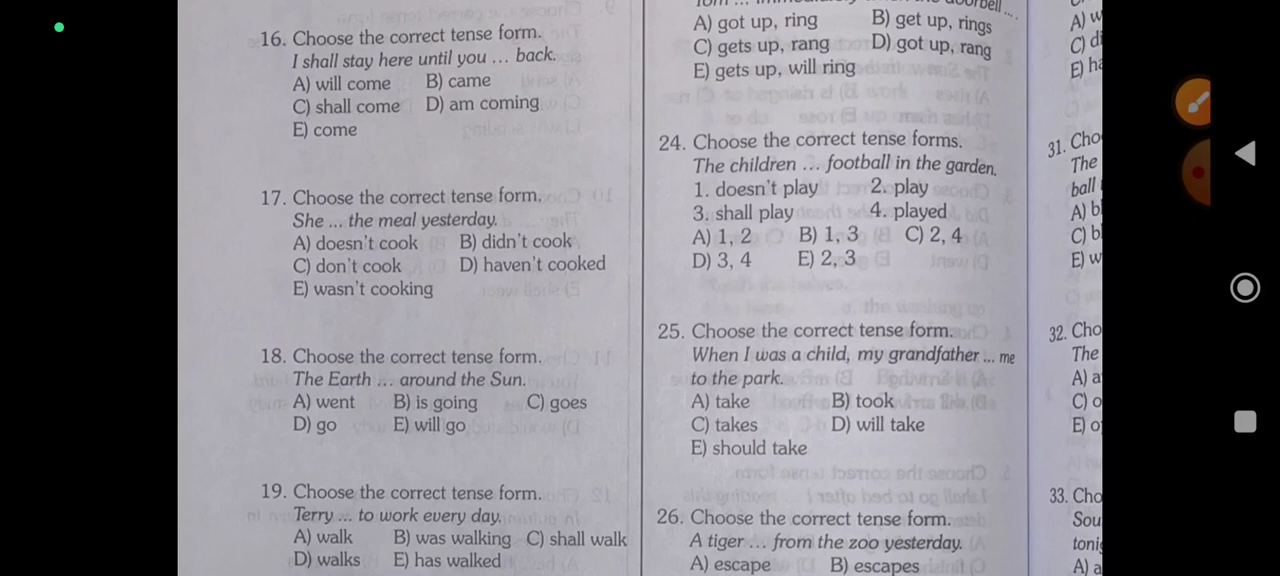 16. Choose the correct tense form.
I shall stay here until you ... back.
A) will come B) came
C) shall come D) am coming
E) come
17. Choose the correct tense form.
She ... the meal yesterday.
A) doesn't cook B) didn't cook
C) don't cook D) haven't cooked
E) wasn't cooking
18. Choose the correct tense form.
The Earth ... around the Sun.
A) went B) is going C) goes
D) go E) will go
19. Choose the correct tense form.
Terry ... to work every day.
A) walk B) was walking C) shall walk
D) walks E) has walked
A) got up, ring B) get up, rings
C) gets up, rang D) got up, rang
E) gets up, will ring
24. Choose the correct tense forms.
The children ... football in the garden.
1. doesn't play 2. play
3. shall play 4. played
A) 1, 2 B) 1, 3 C) 2, 4
D) 3, 4 E) 2, 3
25. Choose the correct tense form.
When I was a child, my grandfather ... me
to the park.
A) take B) took
C) takes D) will take
E) should take
26. Choose the correct tense form.
A tiger ... from the zoo yesterday.
A) escape B) escapes
31. Cho
The
ball
A) b
C) b
E) w
32. Cho
The
A) a
C) o
E) o
33. Cho
Sou
toni
A) a